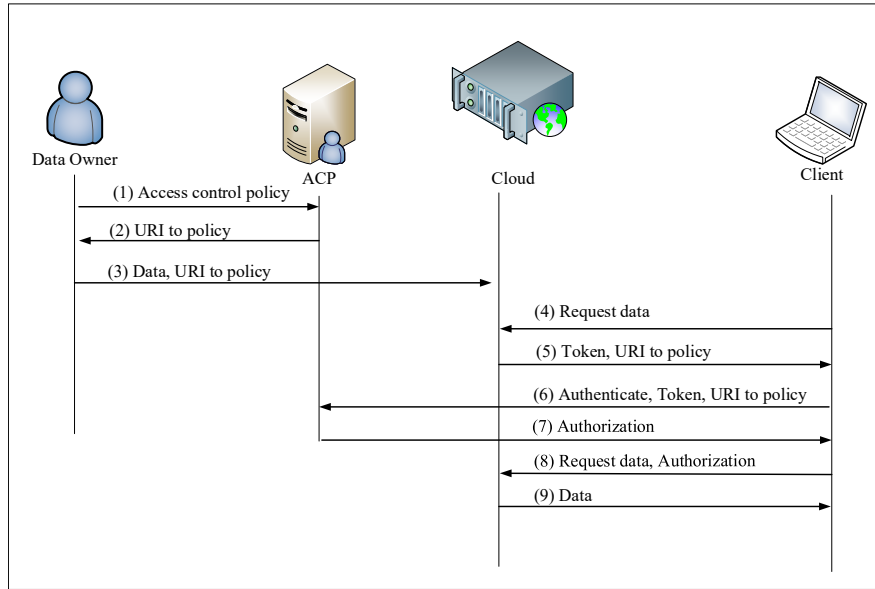 Data Owner
ACP
Cloud
Client
(1) Access control policy
(2) URI to policy
(3) Data, URI to policy
(4) Request data
(5) Token, URI to policy
(6) Authenticate, Token, URI to policy
(7) Authorization
(8) Request data, Authorization
(9) Data